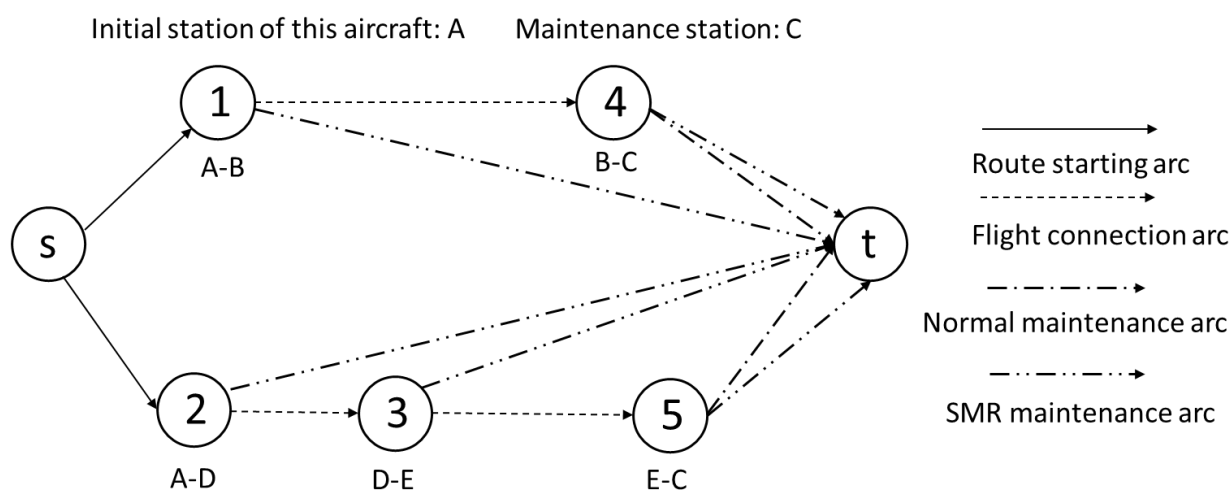 Initial station of this aircraft: A
Maintenance station: C
1
4
A-B
B-C
s
t
2
3
5
A-D
D-E
E-C
Route starting arc
Flight connection arc
Normal maintenance arc
SMR maintenance arc